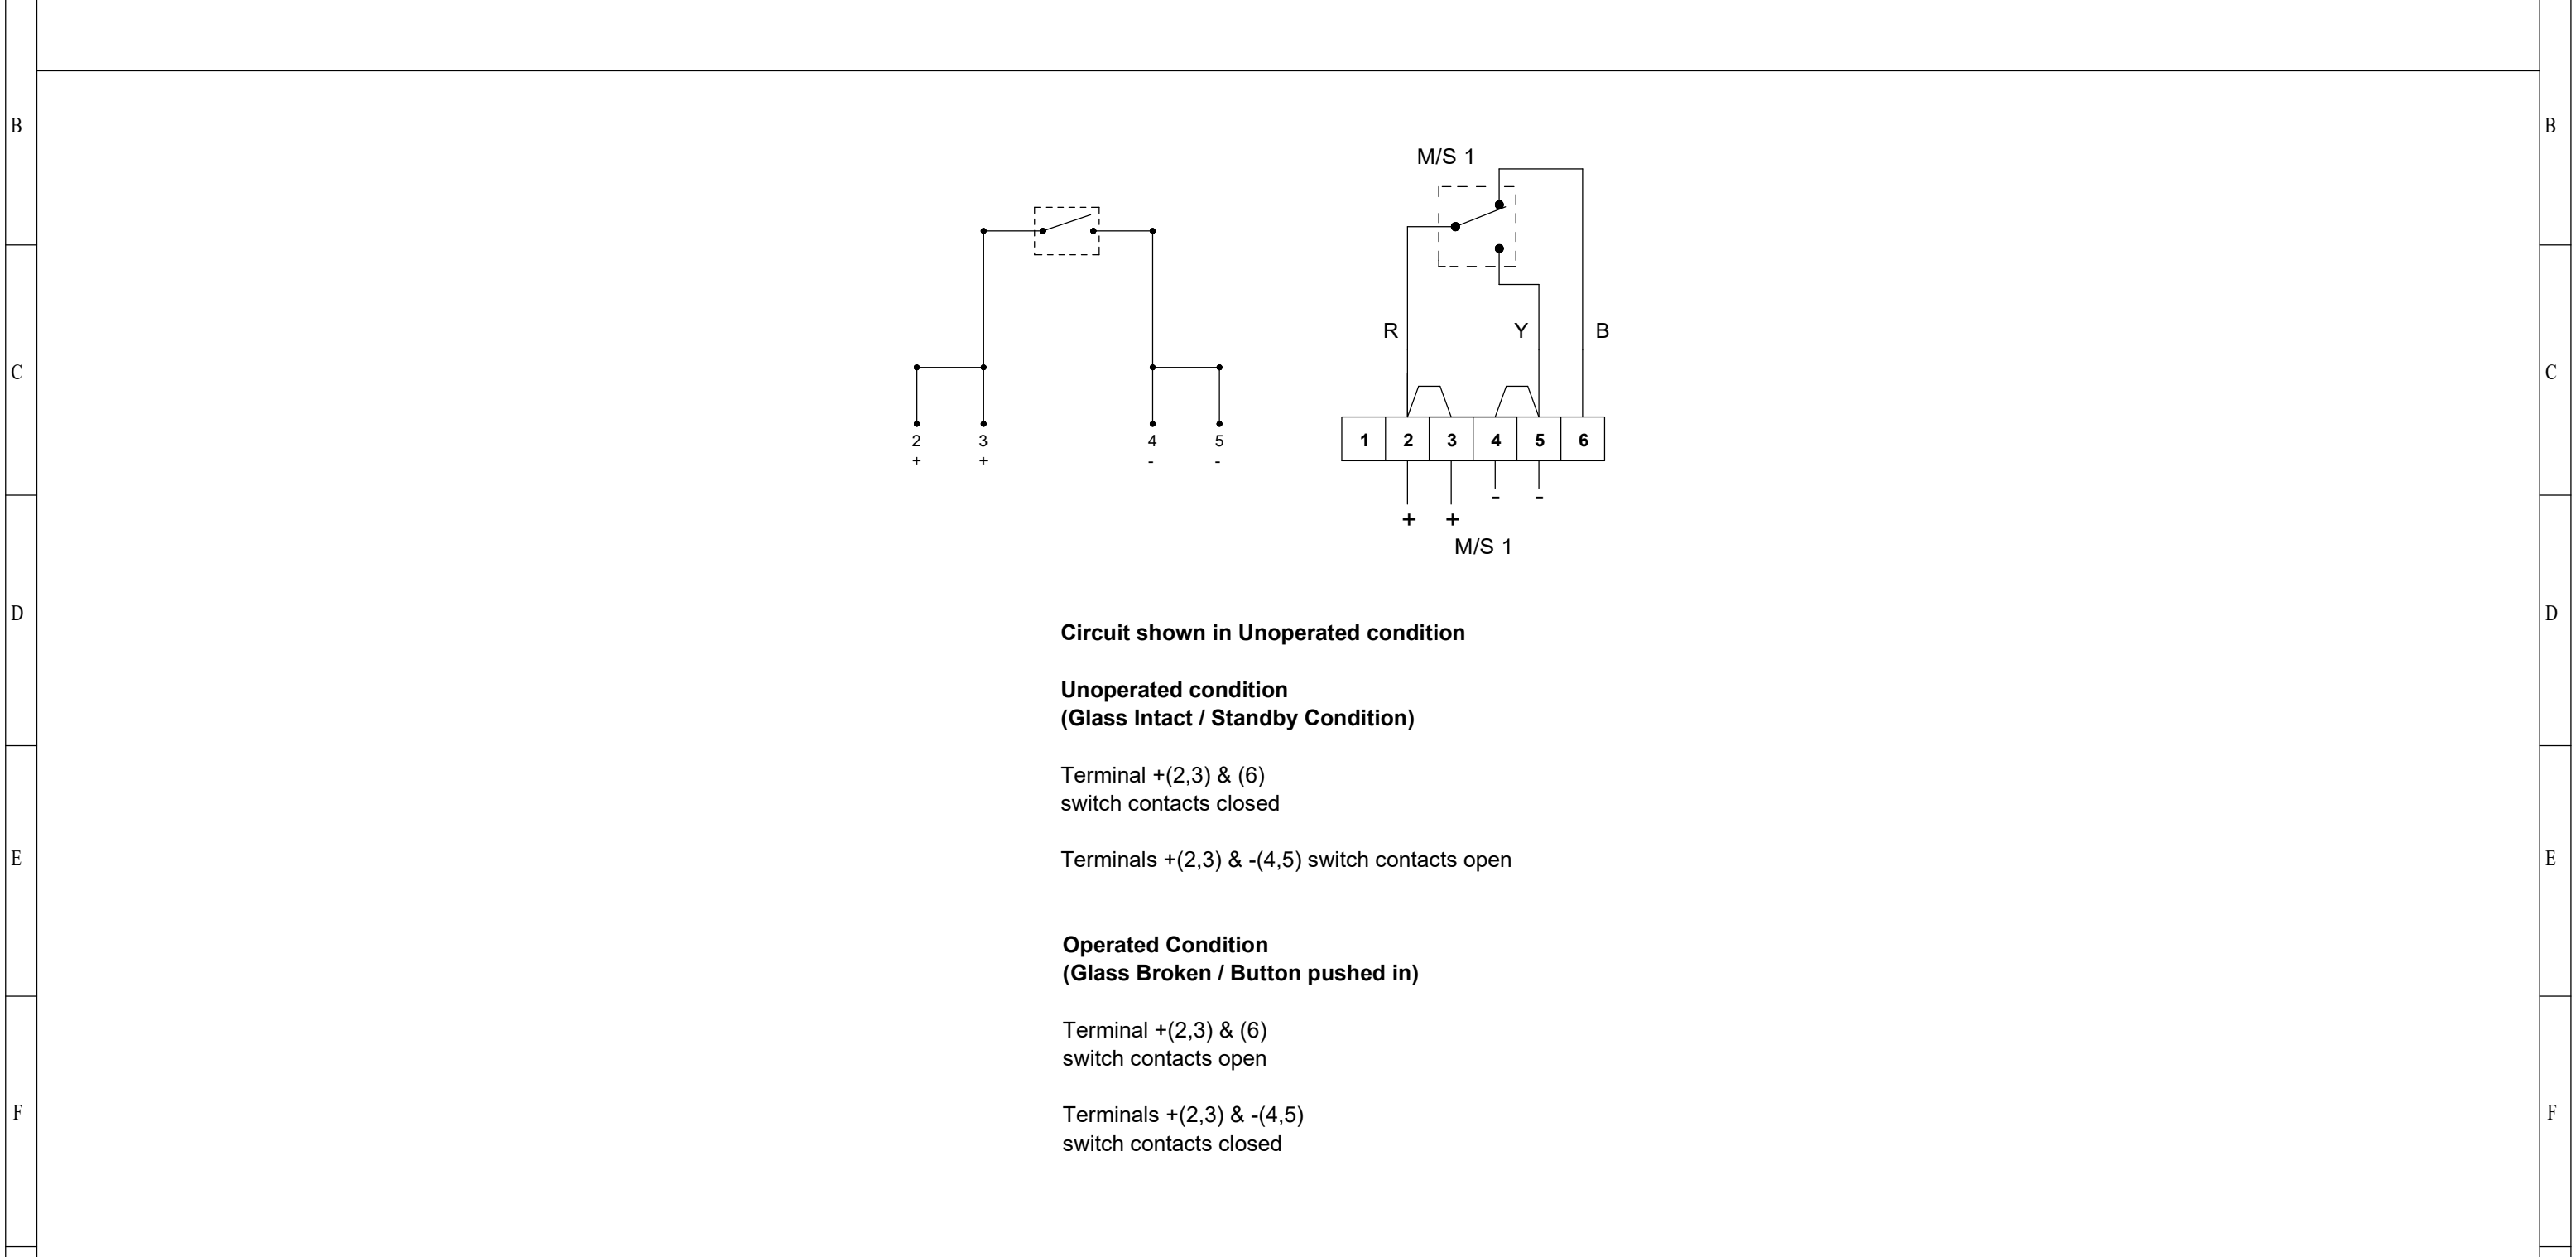 B
B
M/S 1
C
C
R
Y
B
2
3
4
5
+
+
-
-
1 2 3 4 5 6
-
-
+
+
M/S 1
D
D
Circuit shown in Unoperated condition
Unoperated condition
(Glass Intact / Standby Condition)
Terminal +(2,3) & (6)
switch contacts closed
E
E
Terminals +(2,3) & -(4,5) switch contacts open
Operated Condition
(Glass Broken / Button pushed in)
Terminal +(2,3) & (6)
switch contacts open
F
F
Terminals +(2,3) & -(4,5)
switch contacts closed